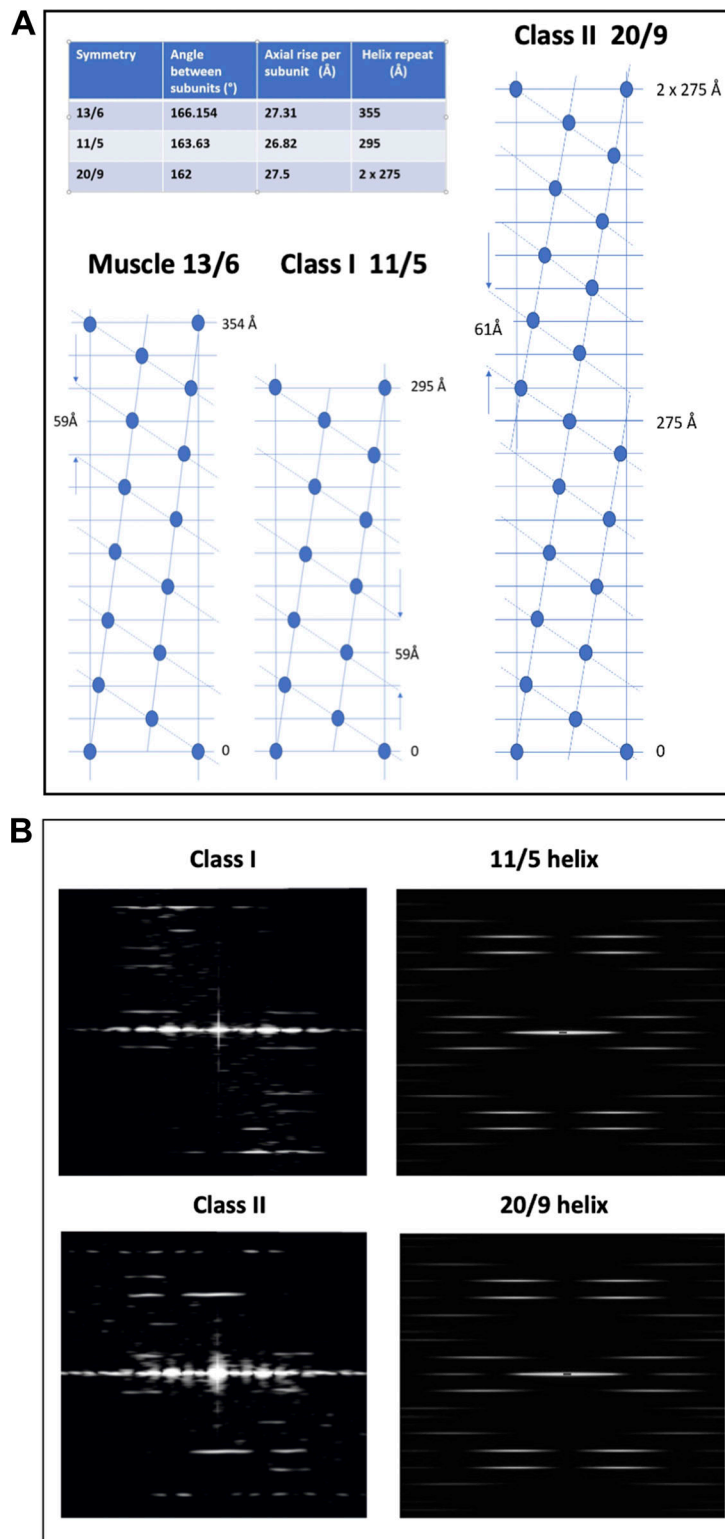 A
Class II 20/9
Symmetry Angle between subunits (°) Axial rise per subunit (Å) Helix repeat (Å)
13/6 166.154 27.31 355
11/5 163.63 26.82 295
20/9 162 27.5 2 x 275
2 x 275 Å
Muscle 13/6
Class I 11/5
354 Å
61Å
295 Å
59Å
275 Å
59Å
0
0
0
B
Class I
11/5 helix
Class II
20/9 helix